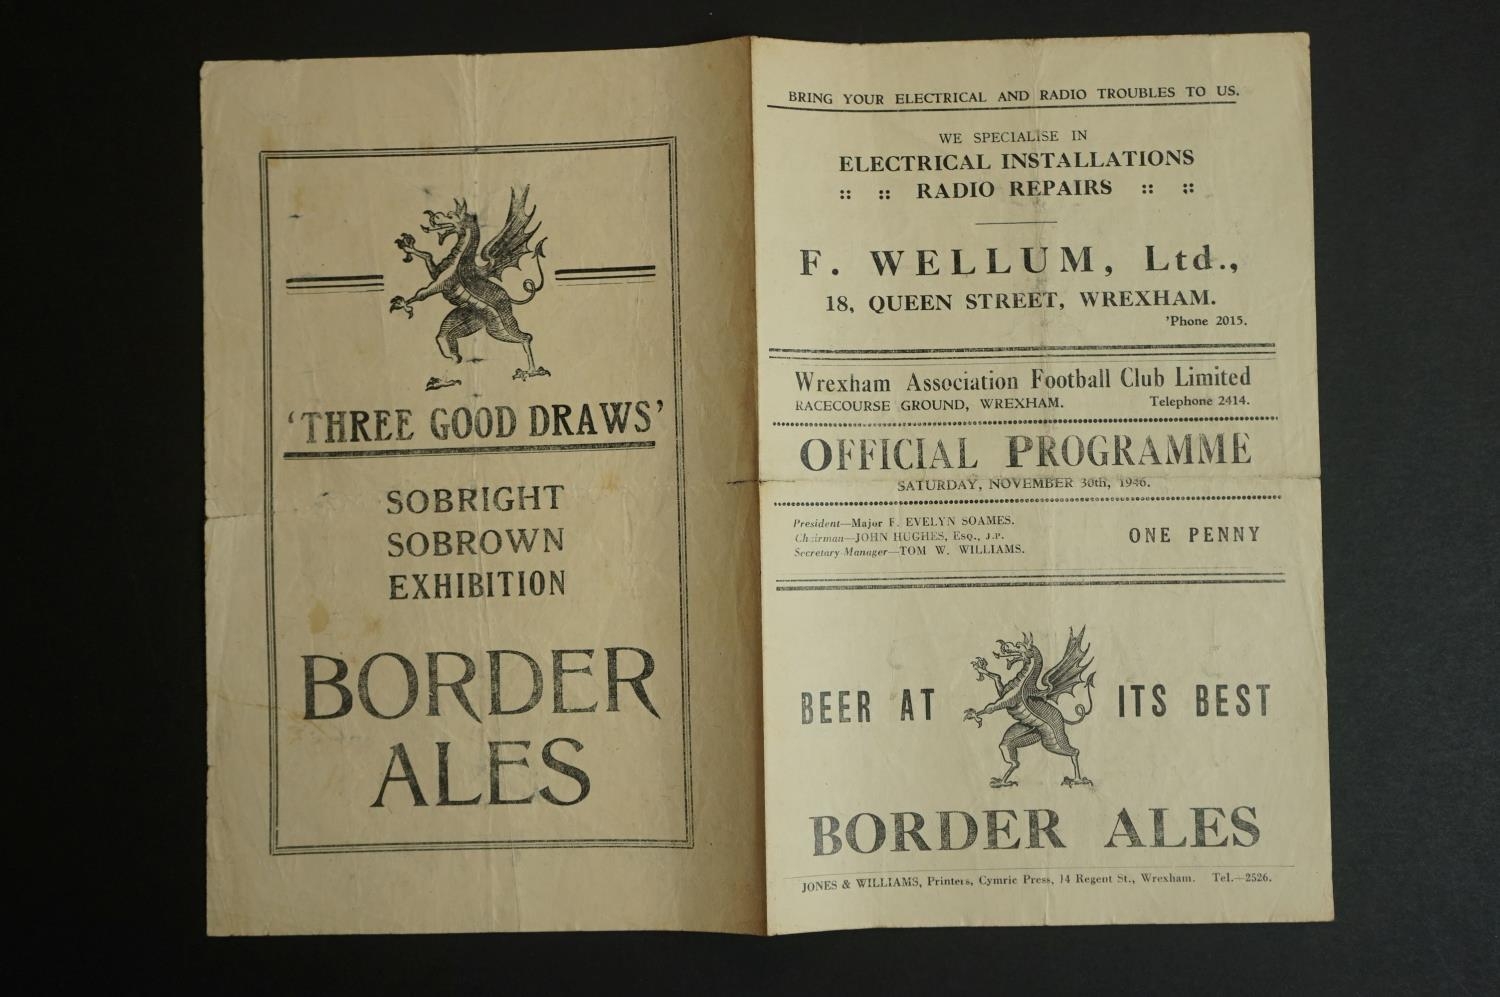 'THREE GOOD DRAWS'
SOBRIGHT
SOBROWN
EXHIBITION
BORDER
ALES
BRING YOUR ELECTRICAL AND RADIO TROUBLES TO US.
WE SPECIALISE IN
ELECTRICAL INSTALLATIONS
:: :: RADIO REPAIRS :: ::
F. WELLUM, Ltd.,
18, QUEEN STREET, WREXHAM.
'Phone 2015.
Wrexham Association Football Club Limited
RACECOURSE GROUND, WREXHAM. Telephone 2414.
OFFICIAL PROGRAMME
SATURDAY, NOVEMBER 30th, 1946.
President—Major F. EVELYN SOAMES.
Chairman—JOHN HUGHES, Esq., J.P.
Secretary Manager—TOM W. WILLIAMS.
ONE PENNY
BEER AT ITS BEST
BORDER ALES
JONES & WILLIAMS, Printers, Cymric Press, 14 Regent St., Wrexham. Tel.—2526.